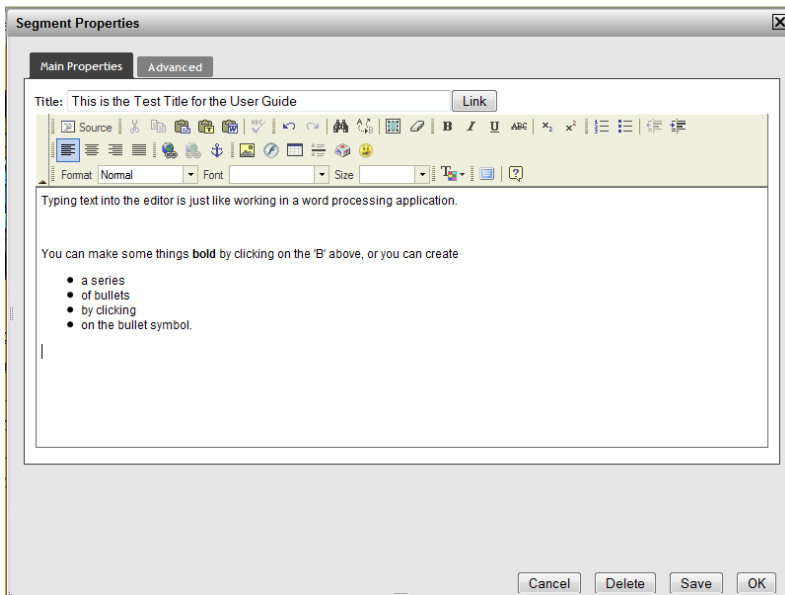 Segment Properties
Main Properties Advanced
Title: This is the Test Title for the User Guide Link
Source B I U ABC x₂ x²
Format Normal Font Size
Typing text into the editor is just like working in a word processing application.
You can make some things bold by clicking on the 'B' above, or you can create
a series
of bullets
by clicking
on the bullet symbol.
Cancel Delete Save OK